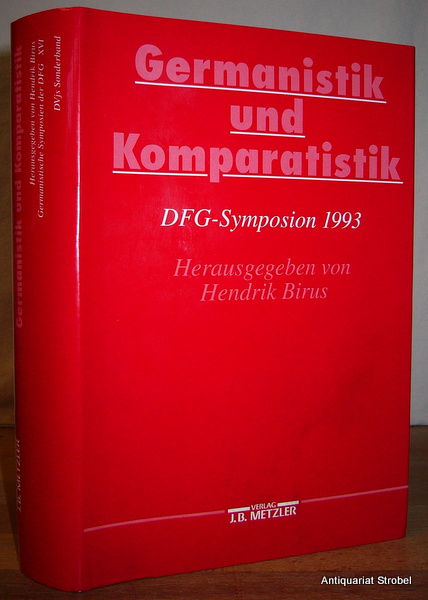 Germanistik
und
Komparatistik
DFG-Symposion 1993
Herausgegeben von
Hendrik Birus
VERLAG
J.B. METZLER
Germanistik und Komparatistik
Herausgegeben von Hendrik Birus
Germanistische Symposien der DFG XVI
DVjs Sonderband
J.B. METZLER
Antiquariat Strobel